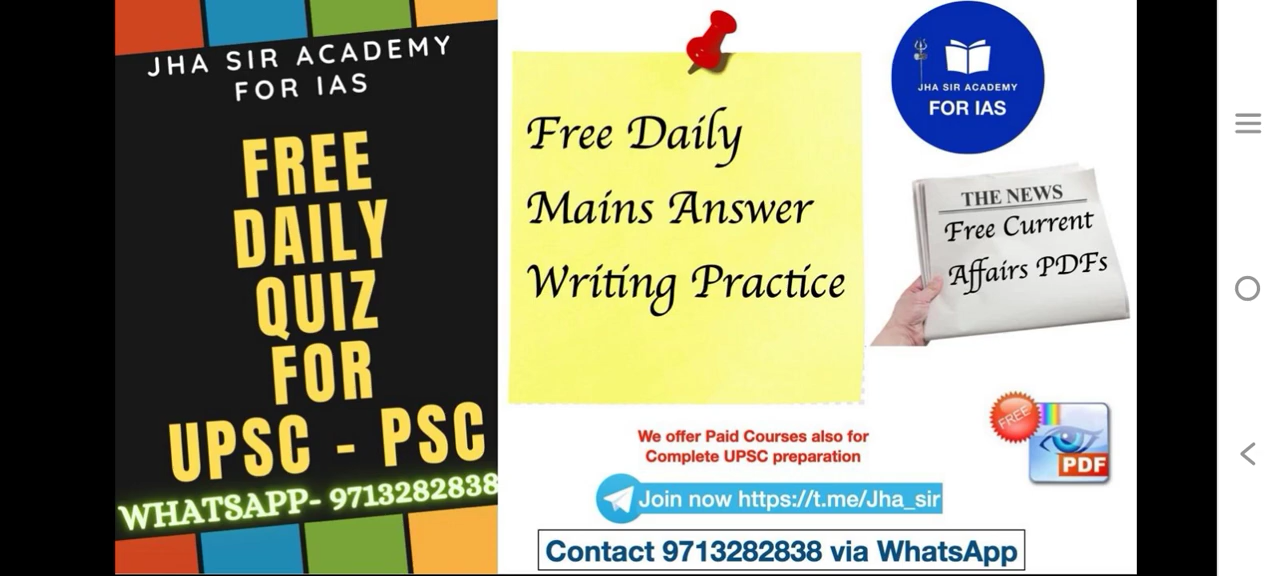 JHA SIR ACADEMY
FOR IAS
FREE
DAILY
QUIZ
FOR
UPSC - PSC
WHATSAPP- 9713282838
Free Daily
Mains Answer
Writing Practice
JHA SIR ACADEMY
FOR IAS
THE NEWS
Free Current
Affairs PDFs
We offer Paid Courses also for
Complete UPSC preparation
FREE
PDF
Join now https://t.me/Jha_sir
Contact 9713282838 via WhatsApp